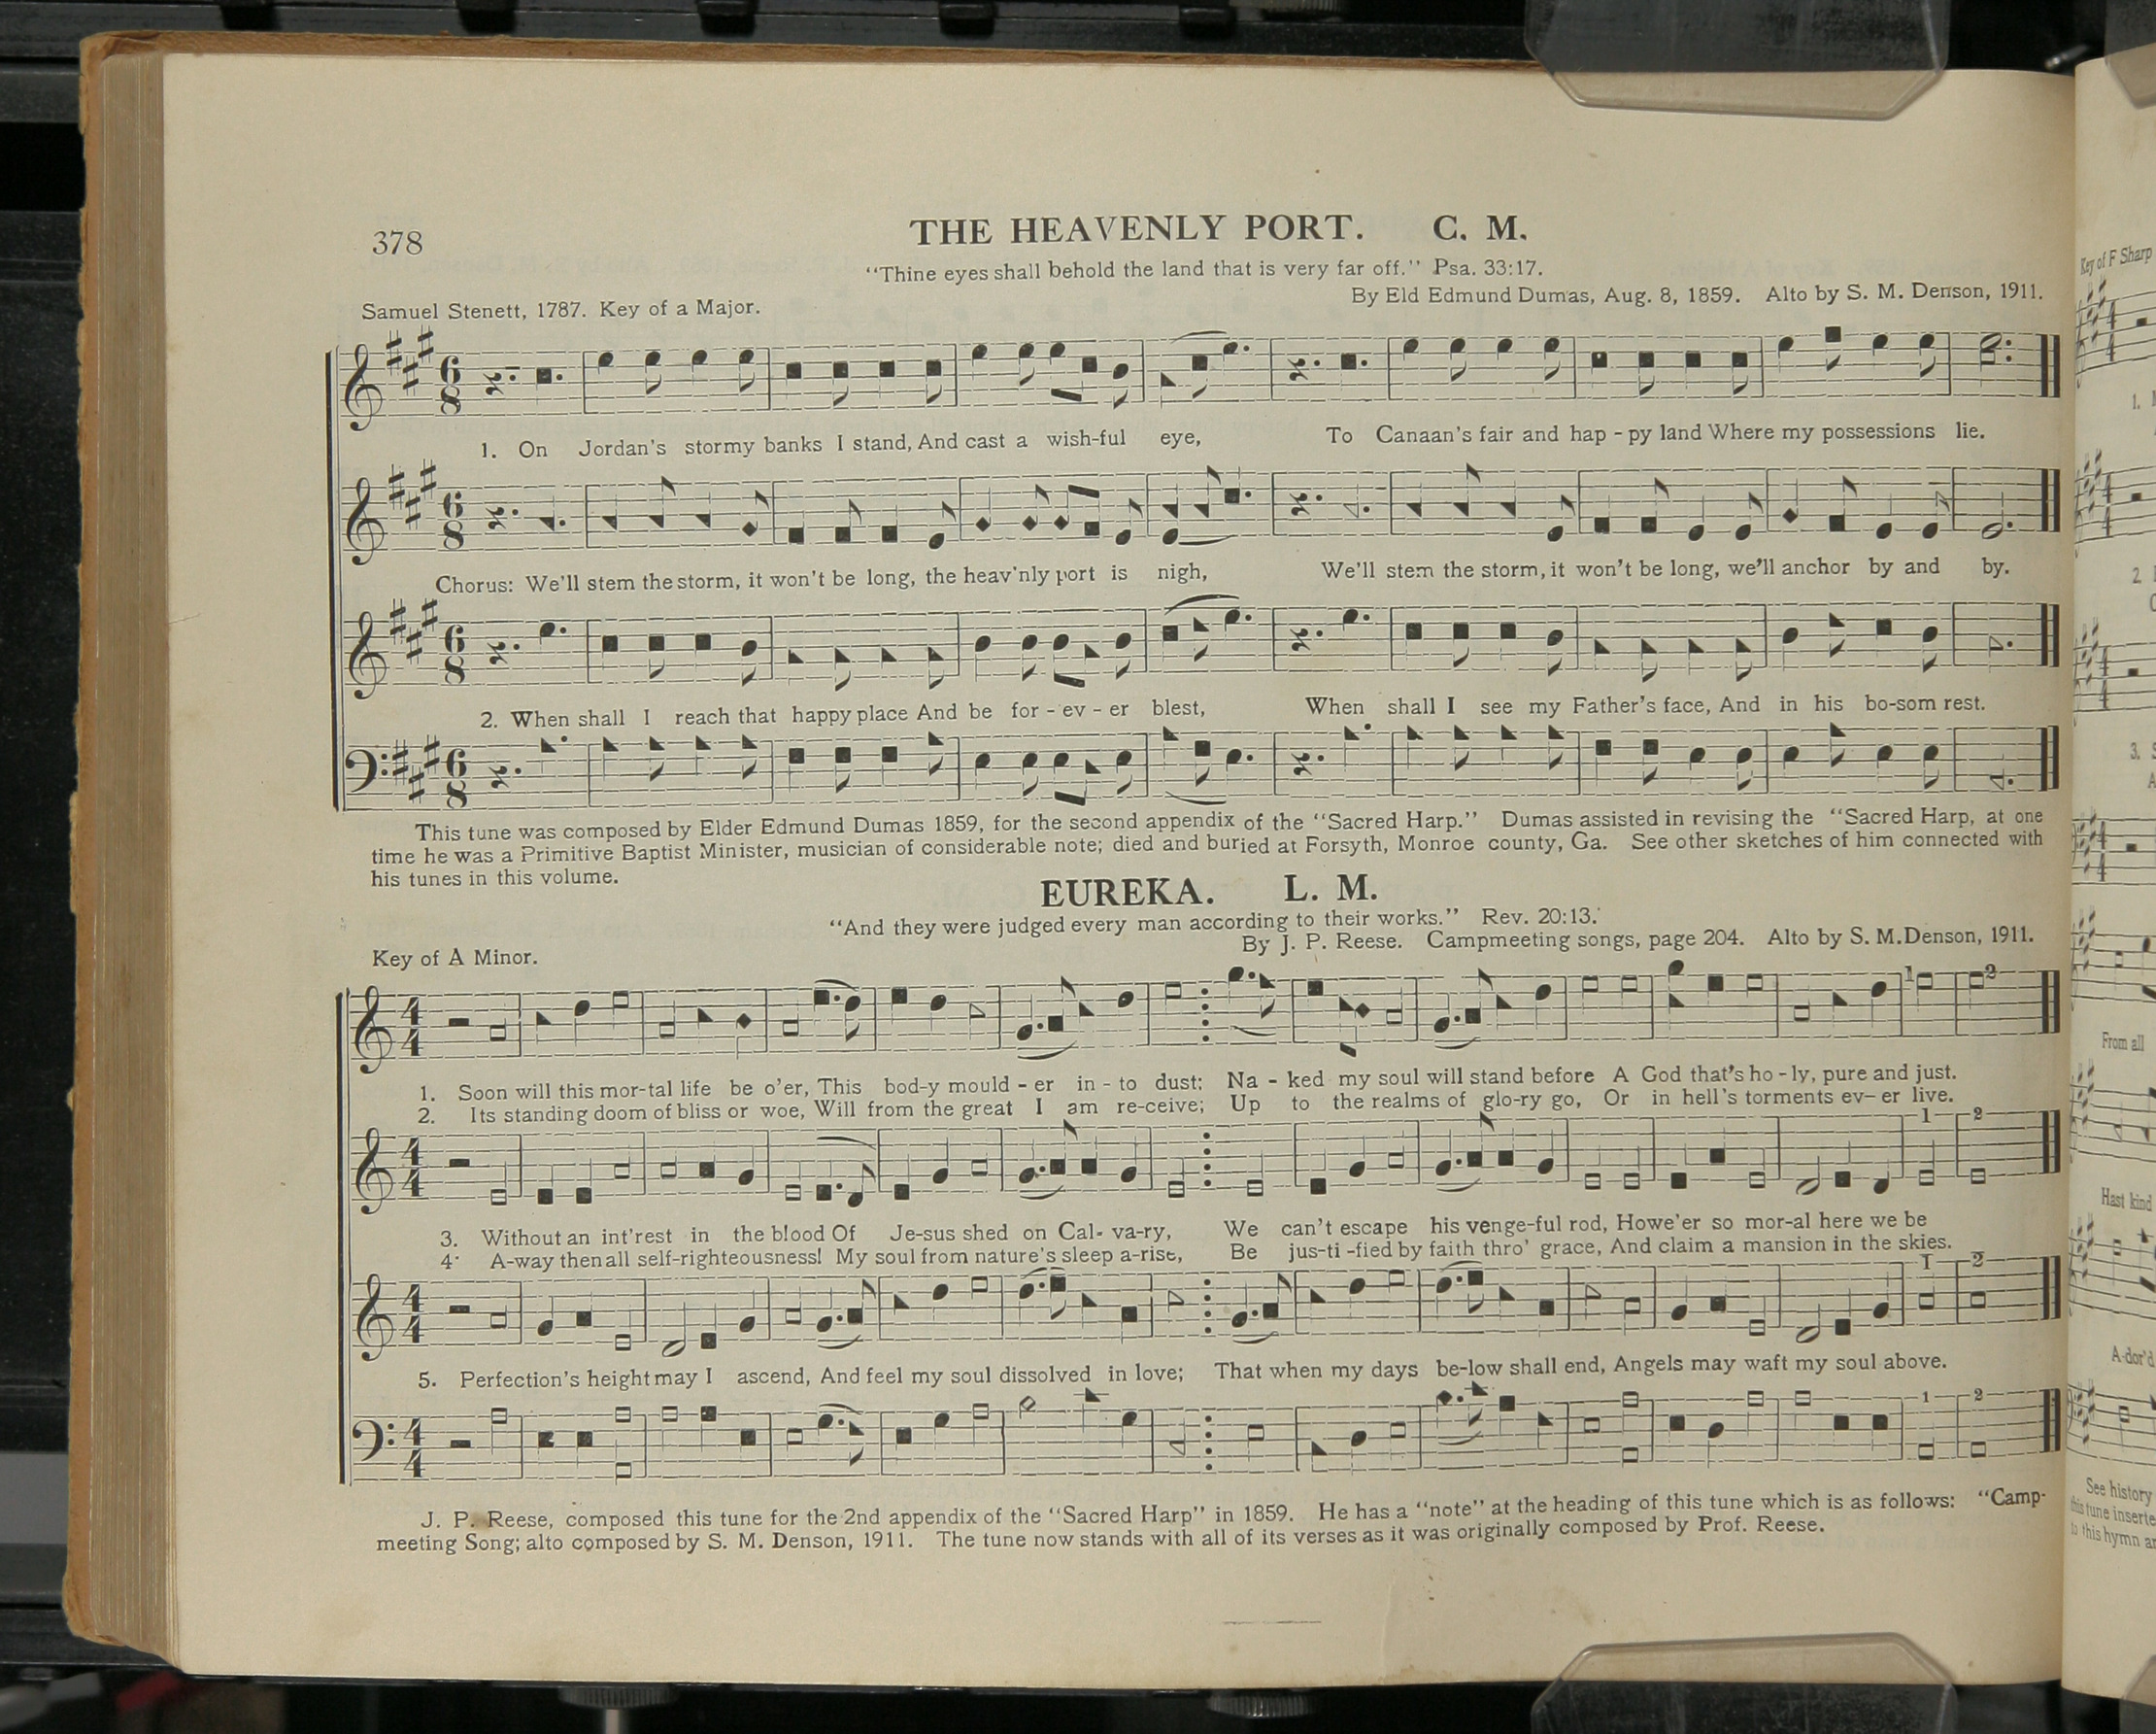 378
THE HEAVENLY PORT. C. M.
"Thine eyes shall behold the land that is very far off." Psa. 33:17.
Samuel Stenett, 1787. Key of a Major.
By Eld Edmund Dumas, Aug. 8, 1859. Alto by S. M. Denson, 1911.
6
8
1. On Jordan's stormy banks I stand, And cast a wish-ful eye, To Canaan's fair and hap - py land Where my possessions lie.
6
8
Chorus: We'll stem the storm, it won't be long, the heav'nly port is nigh, We'll stem the storm, it won't be long, we'll anchor by and by.
6
8
2. When shall I reach that happy place And be for - ev - er blest, When shall I see my Father's face, And in his bo-som rest.
6
8
This tune was composed by Elder Edmund Dumas 1859, for the second appendix of the "Sacred Harp." Dumas assisted in revising the "Sacred Harp, at one
time he was a Primitive Baptist Minister, musician of considerable note; died and buried at Forsyth, Monroe county, Ga. See other sketches of him connected with
his tunes in this volume.
EUREKA. L. M.
"And they were judged every man according to their works." Rev. 20:13.
By J. P. Reese. Campmeeting songs, page 204. Alto by S. M. Denson, 1911.
Key of A Minor.
4
4
1 2
1. Soon will this mor-tal life be o'er, This bod-y mould - er in - to dust; Na - ked my soul will stand before A God that's ho - ly, pure and just.
2. Its standing doom of bliss or woe, Will from the great I am re-ceive; Up to the realms of glo-ry go, Or in hell's torments ev- er live.
4
4
1 2
3. Without an int'rest in the blood Of Je-sus shed on Cal- va-ry, We can't escape his venge-ful rod, Howe'er so mor-al here we be
4. A-way then all self-righteousness! My soul from nature's sleep a-rise, Be jus-ti -fied by faith thro' grace, And claim a mansion in the skies.
4
4
1 2
5. Perfection's height may I ascend, And feel my soul dissolved in love; That when my days be-low shall end, Angels may waft my soul above.
4
4
1 2
J. P. Reese, composed this tune for the 2nd appendix of the "Sacred Harp" in 1859. He has a "note" at the heading of this tune which is as follows: "Camp-
meeting Song; alto composed by S. M. Denson, 1911. The tune now stands with all of its verses as it was originally composed by Prof. Reese.
Key of F Sharp
1.
2
3.
From all
Hast kind
A-dor'd
See history
this tune
to this hymn